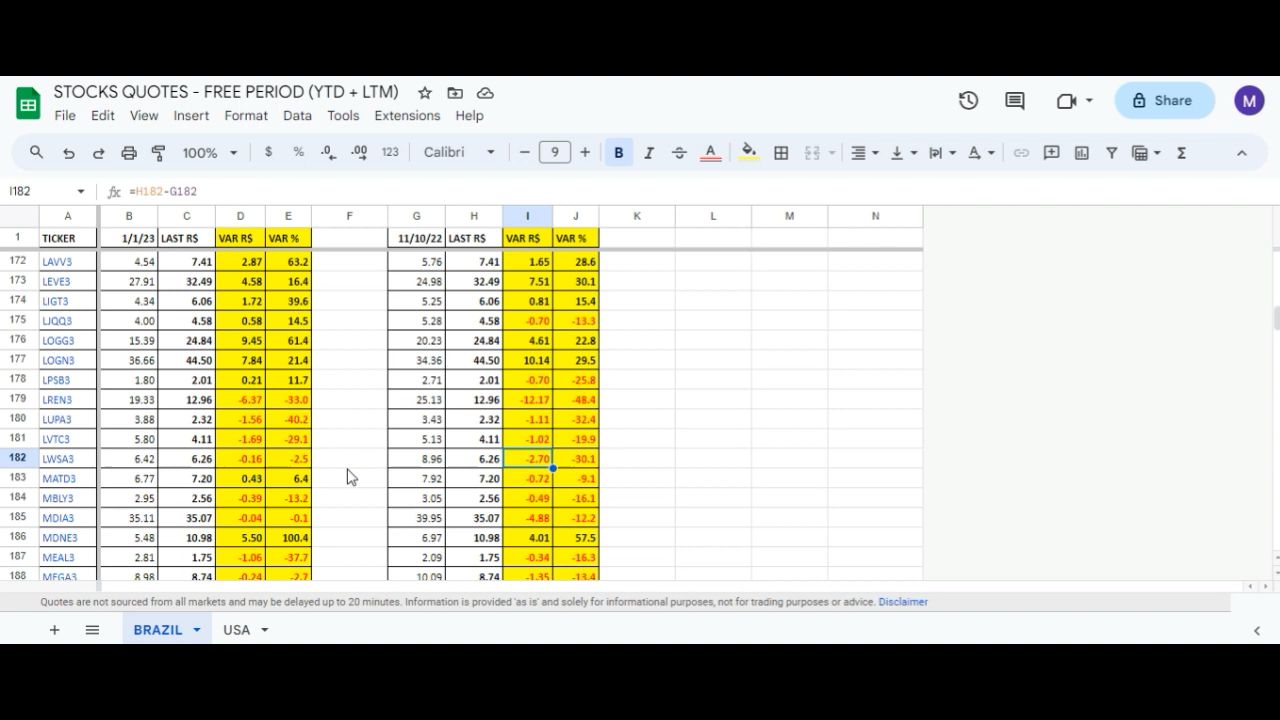 STOCKS QUOTES - FREE PERIOD (YTD + LTM)
File Edit View Insert Format Data Tools Extensions Help
Share
M
100% $ % .0 .00 123 Calibri 9 B I A
I182 fx =H182-G182
A B C D E F G H I J K L M N
1 TICKER 1/1/23 LAST R$ VAR R$ VAR % 11/10/22 LAST R$ VAR R$ VAR %
172 LAVV3 4.54 7.41 2.87 63.2 5.76 7.41 1.65 28.6
173 LEVE3 27.91 32.49 4.58 16.4 24.98 32.49 7.51 30.1
174 LIGT3 4.34 6.06 1.72 39.6 5.25 6.06 0.81 15.4
175 LJQQ3 4.00 4.58 0.58 14.5 5.28 4.58 -0.70 -13.3
176 LOGG3 15.39 24.84 9.45 61.4 20.23 24.84 4.61 22.8
177 LOGN3 36.66 44.50 7.84 21.4 34.36 44.50 10.14 29.5
178 LPSB3 1.80 2.01 0.21 11.7 2.71 2.01 -0.70 -25.8
179 LREN3 19.33 12.96 -6.37 -33.0 25.13 12.96 -12.17 -48.4
180 LUPA3 3.88 2.32 -1.56 -40.2 3.43 2.32 -1.11 -32.4
181 LVTC3 5.80 4.11 -1.69 -29.1 5.13 4.11 -1.02 -19.9
182 LWSA3 6.42 6.26 -0.16 -2.5 8.96 6.26 -2.70 -30.1
183 MATD3 6.77 7.20 0.43 6.4 7.92 7.20 -0.72 -9.1
184 MBLY3 2.95 2.56 -0.39 -13.2 3.05 2.56 -0.49 -16.1
185 MDIA3 35.11 35.07 -0.04 -0.1 39.95 35.07 -4.88 -12.2
186 MDNE3 5.48 10.98 5.50 100.4 6.97 10.98 4.01 57.5
187 MEAL3 2.81 1.75 -1.06 -37.7 2.09 1.75 -0.34 -16.3
188 MEGA3 8.98 8.74 -0.24 -2.7 10.09 8.74 -1.35 -13.4
Quotes are not sourced from all markets and may be delayed up to 20 minutes. Information is provided 'as is' and solely for informational purposes, not for trading purposes or advice. Disclaimer
BRAZIL USA